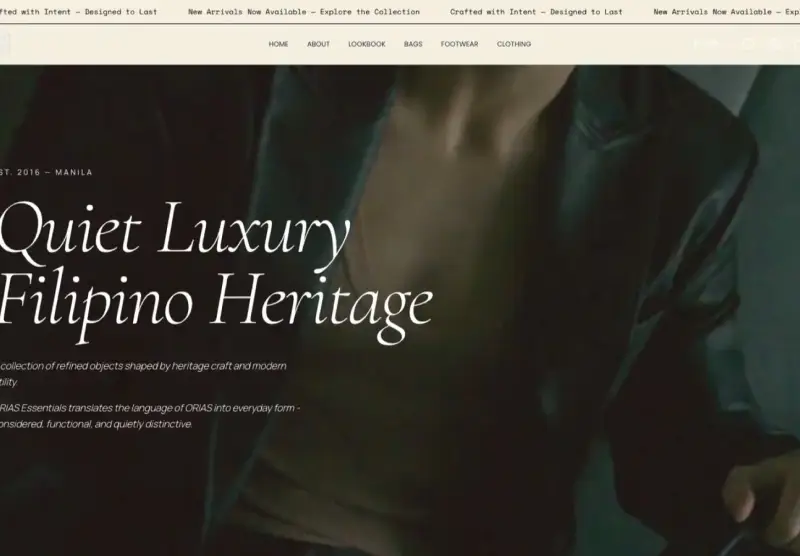 fted with Intent — Designed to Last New Arrivals Now Available — Explore the Collection Crafted with Intent — Designed to Last New Arrivals Now Available — Exp
HOME ABOUT LOOKBOOK BAGS FOOTWEAR CLOTHING
ST. 2016 — MANILA
Quiet Luxury
Filipino Heritage
collection of refined objects shaped by heritage craft and modern
tility.
RIAS Essentials translates the language of ORIAS into everyday form -
onsidered, functional, and quietly distinctive.